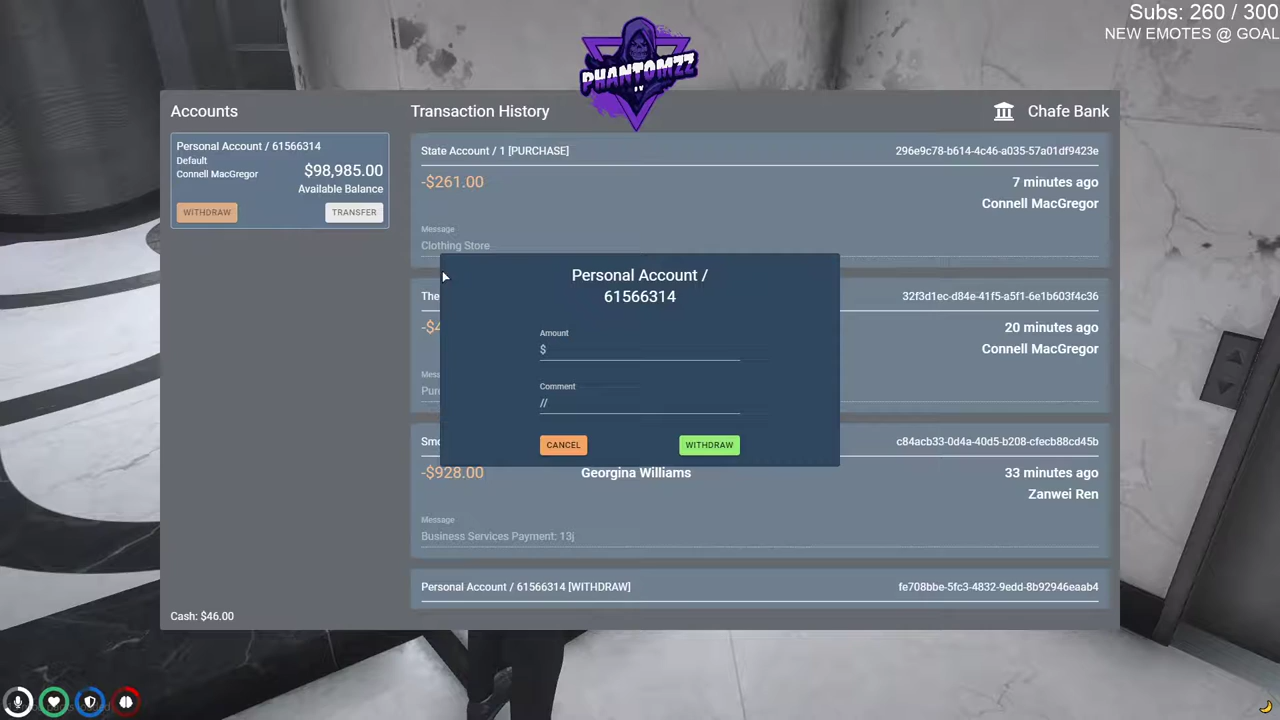 Subs: 260 / 300
NEW EMOTES @ GOAL
PHANTOMZZ
TV
Accounts
Personal Account / 61566314
Default
Connell MacGregor
$98,985.00
Available Balance
WITHDRAW
TRANSFER
Cash: $46.00
Transaction History
Chafe Bank
State Account / 1 [PURCHASE]
296e9c78-b614-4c46-a035-57a01df9423e
-$261.00
7 minutes ago
Connell MacGregor
Message
Clothing Store
32f3d1ec-d84e-41f5-a5f1-6e1b603f4c36
20 minutes ago
Connell MacGregor
Personal Account /
61566314
Amount
$
Comment
//
CANCEL
WITHDRAW
c84acb33-0d4a-40d5-b208-cfecb88cd45b
-$928.00
Georgina Williams
33 minutes ago
Zanwei Ren
Message
Business Services Payment: 13j
Personal Account / 61566314 [WITHDRAW]
fe708bbe-5fc3-4832-9edd-8b92946eaab4